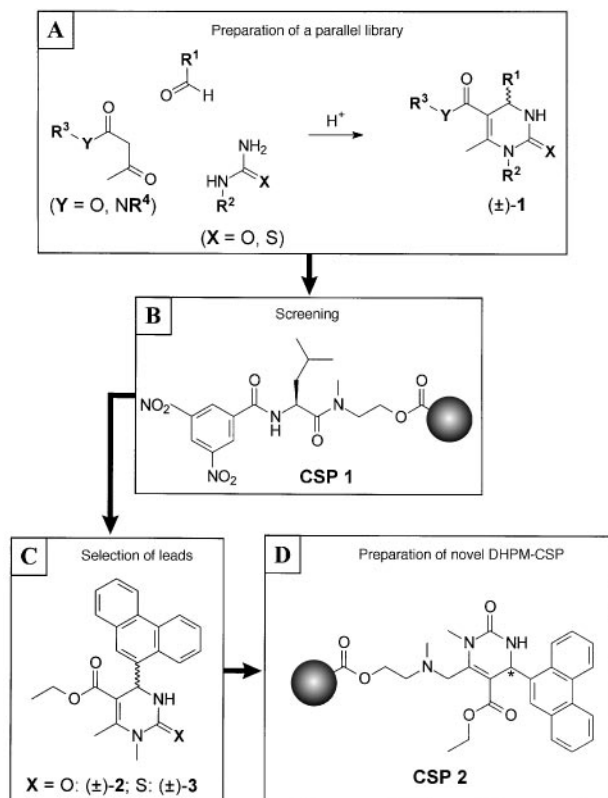 A Preparation of a parallel library
R1
O H
R3 Y O O
(Y = O, NR4)
NH2
HN X
R2
(X = O, S)
H+
R3 Y O R1
NH
N X
R2
(±)-1
B Screening
NO2
NO2
O
N
H
O
N
O
O
CSP 1
C Selection of leads
O
O
NH
N X
X = O: (±)-2; S: (±)-3
D Preparation of novel DHPM-CSP
O
O
N
N
O
NH
*
O
O
CSP 2